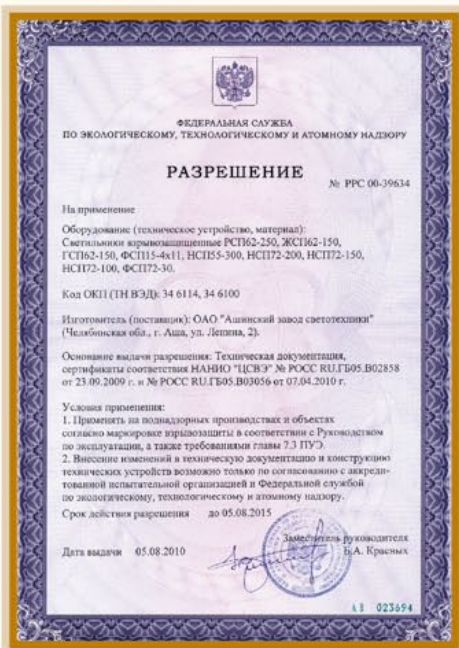 ФЕДЕРАЛЬНАЯ СЛУЖБА
ПО ЭКОЛОГИЧЕСКОМУ, ТЕХНОЛОГИЧЕСКОМУ И АТОМНОМУ НАДЗОРУ
РАЗРЕШЕНИЕ
№ РРС 00-39634
На применение
Оборудование (техническое устройство, материал):
Светильники взрывозащищенные РСП62-250, ЖСП62-150,
ГСП62-150, ФСП15-4х11, НСП55-300, НСП72-200, НСП72-150,
НСП72-100, ФСП72-30.
Код ОКП (ТН ВЭД): 34 6114, 34 6100
Изготовитель (поставщик): ОАО "Ашинский завод светотехники"
(Челябинская обл., г. Аша, ул. Ленина, 2).
Основание выдачи разрешения: Техническая документация,
сертификаты соответствия НАНИО "ЦСВЭ" № РОСС RU.ГБ05.В02858
от 23.09.2009 г. и № РОСС RU.ГБ05.В03056 от 07.04.2010 г.
Условия применения:
1. Применять на поднадзорных производствах и объектах
согласно маркировке взрывозащиты в соответствии с Руководством
по эксплуатации, а также требованиями главы 7.3 ПУЭ.
2. Внесение изменений в техническую документацию и конструкцию
технических устройств возможно только по согласованию с аккреди-
тованной испытательной организацией и Федеральной службой
по экологическому, технологическому и атомному надзору.
Срок действия разрешения до 05.08.2015
Заместитель руководителя
Дата выдачи 05.08.2010 Б.А. Красных
АВ 023694